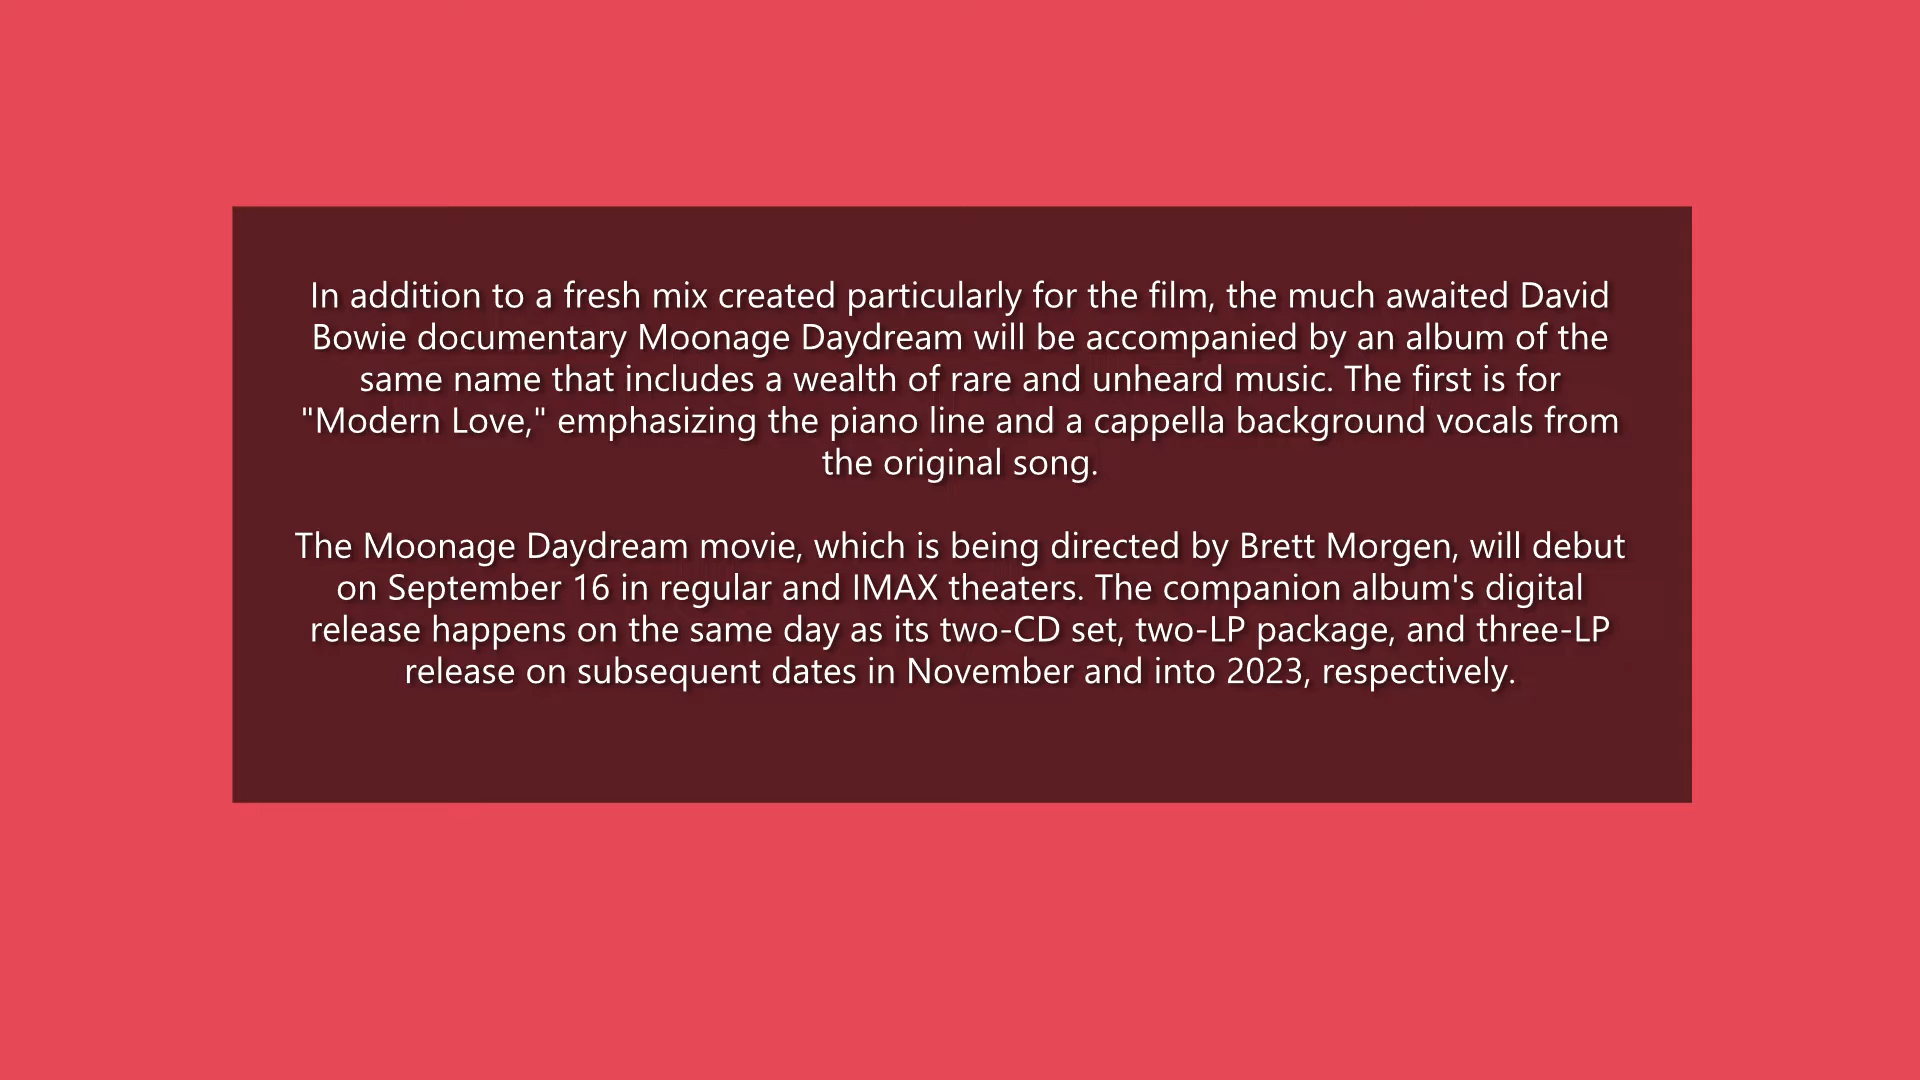 In addition to a fresh mix created particularly for the film, the much awaited David
Bowie documentary Moonage Daydream will be accompanied by an album of the
same name that includes a wealth of rare and unheard music. The first is for
"Modern Love," emphasizing the piano line and a cappella background vocals from
the original song.
The Moonage Daydream movie, which is being directed by Brett Morgen, will debut
on September 16 in regular and IMAX theaters. The companion album's digital
release happens on the same day as its two-CD set, two-LP package, and three-LP
release on subsequent dates in November and into 2023, respectively.